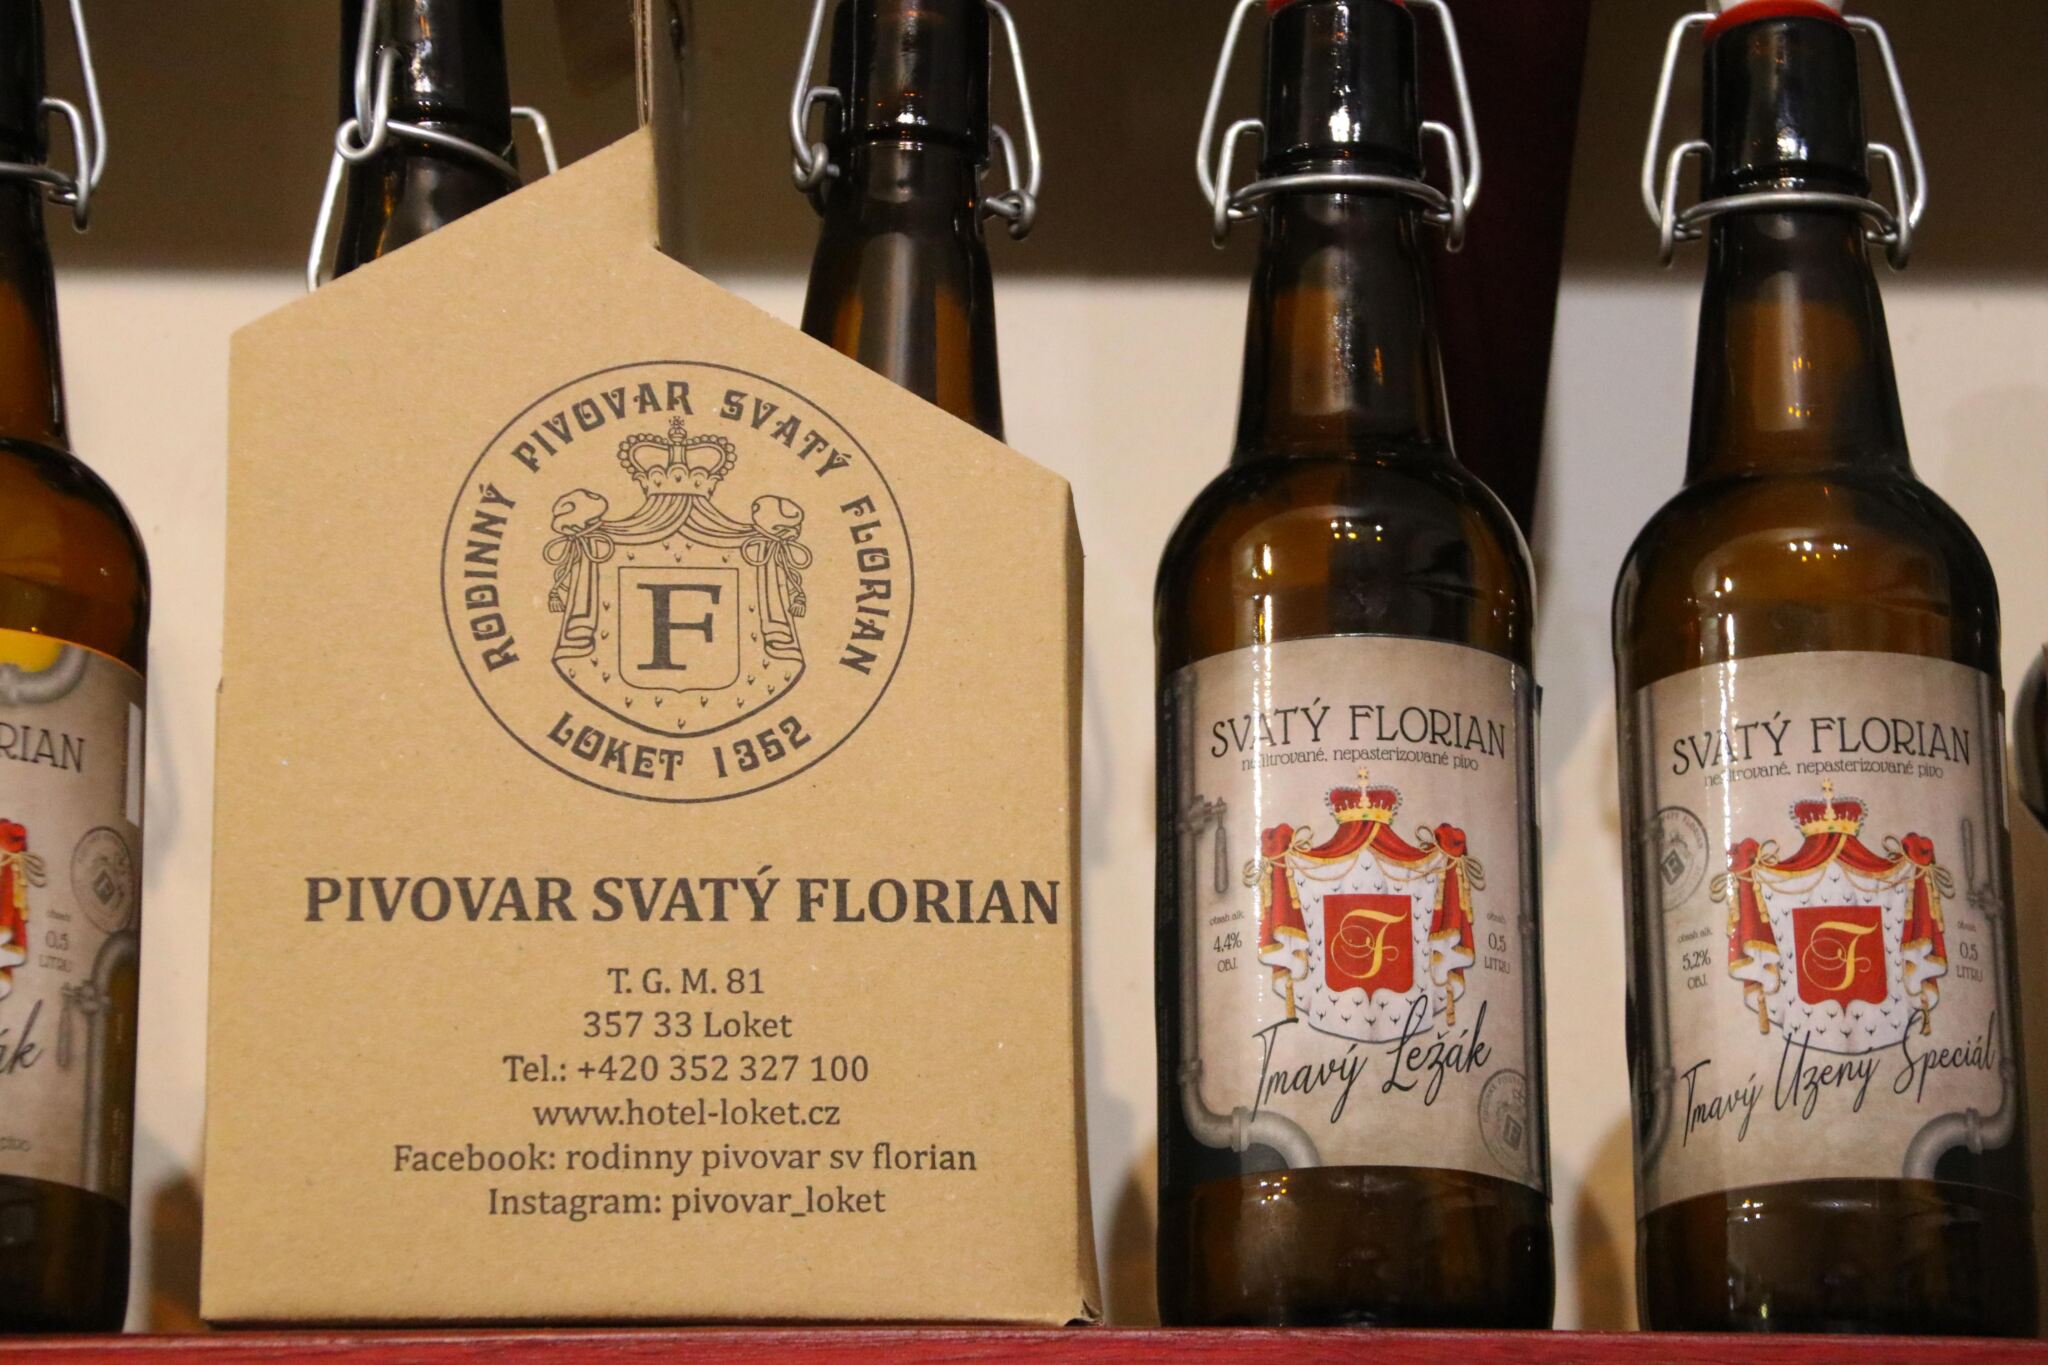 RODINNÝ PIVOVAR SVATÝ FLORIAN
F
LOKET 1352
PIVOVAR SVATÝ FLORIAN
T. G. M. 81
357 33 Loket
Tel.: +420 352 327 100
www.hotel-loket.cz
Facebook: rodinny pivovar sv florian
Instagram: pivovar_loket
RIAN
0,5
LITRU
ák
SVATÝ FLORIAN
nefiltrované, nepasterizované pivo
obsah alk.
4,4%
OBJ.
F
obsah
0,5
LITRU
Tmavý Ležák
SVATÝ FLORIAN
nefiltrované, nepasterizované pivo
obsah alk.
5,2%
OBJ.
F
obsah
0,5
LITRU
Tmavý Uzený Speciál